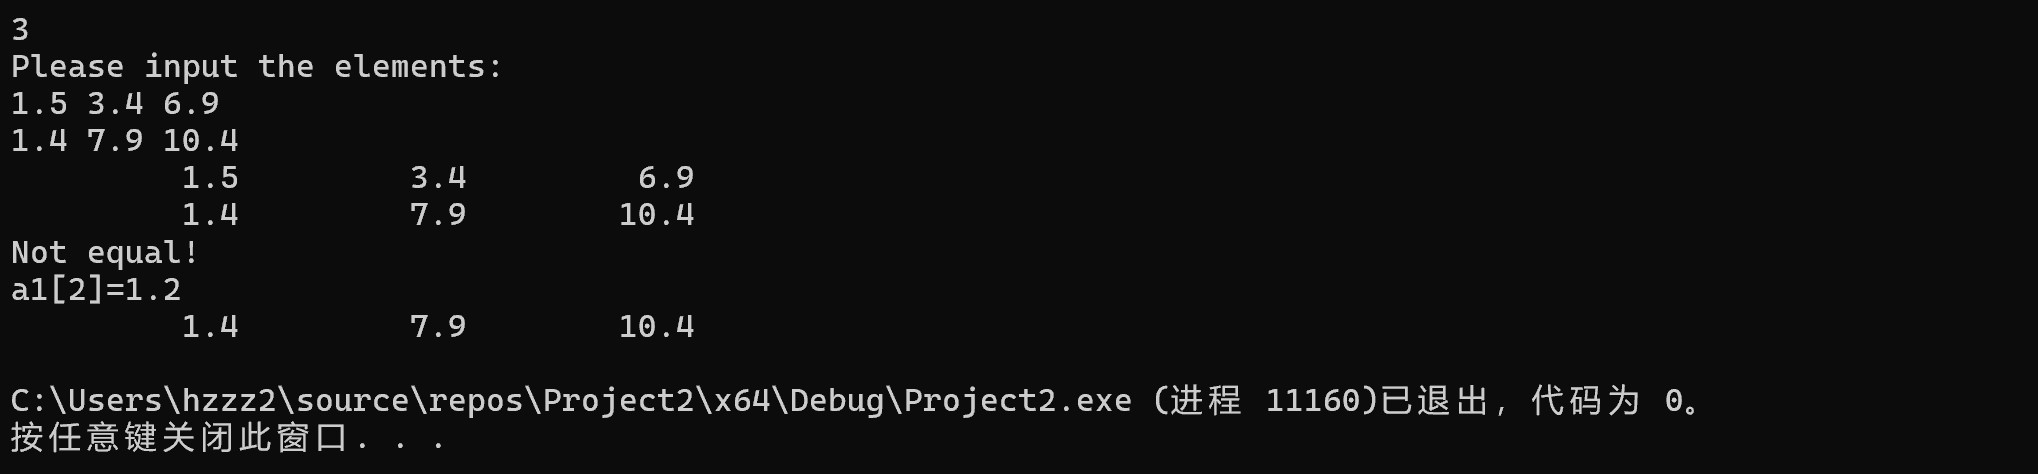 3
Please input the elements:
1.5 3.4 6.9
1.4 7.9 10.4
1.5 3.4 6.9
1.4 7.9 10.4
Not equal!
a1[2]=1.2
1.4 7.9 10.4
C:\Users\hzzz2\source\repos\Project2\x64\Debug\Project2.exe (进程 11160)已退出，代码为 0。
按任意键关闭此窗口. . .